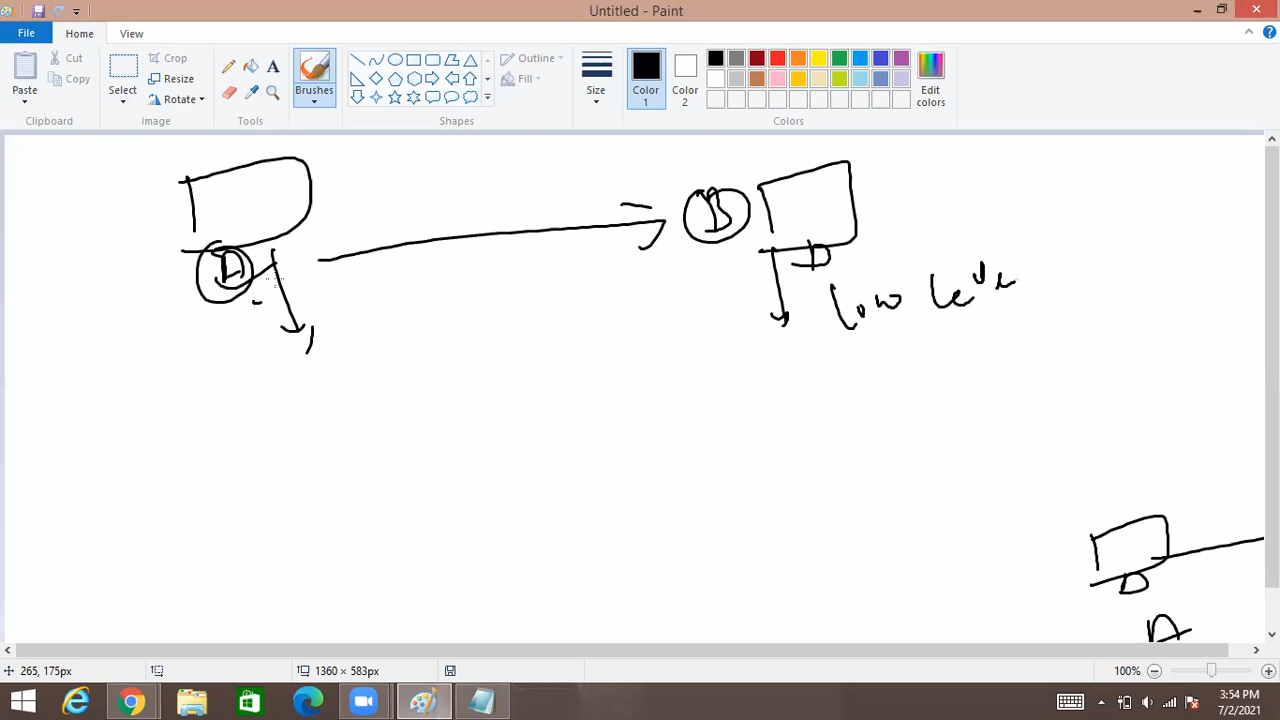 Untitled - Paint
File Home View
Paste
Cut
Copy
Clipboard
Select
Crop
Resize
Rotate
Image
A
Tools
Brushes
Outline
Fill
Shapes
Size
Color 1
Color 2
Edit colors
Colors
B
D
D
low leve
D
A
265, 175px
1360 × 583px
100%
3:54 PM
7/2/2021